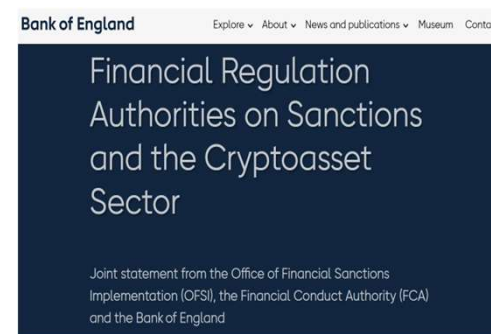 Bank of England
Explore About News and publications Museum Conta
Financial Regulation
Authorities on Sanctions
and the Cryptoasset
Sector
Joint statement from the Office of Financial Sanctions
Implementation (OFSI), the Financial Conduct Authority (FCA)
and the Bank of England